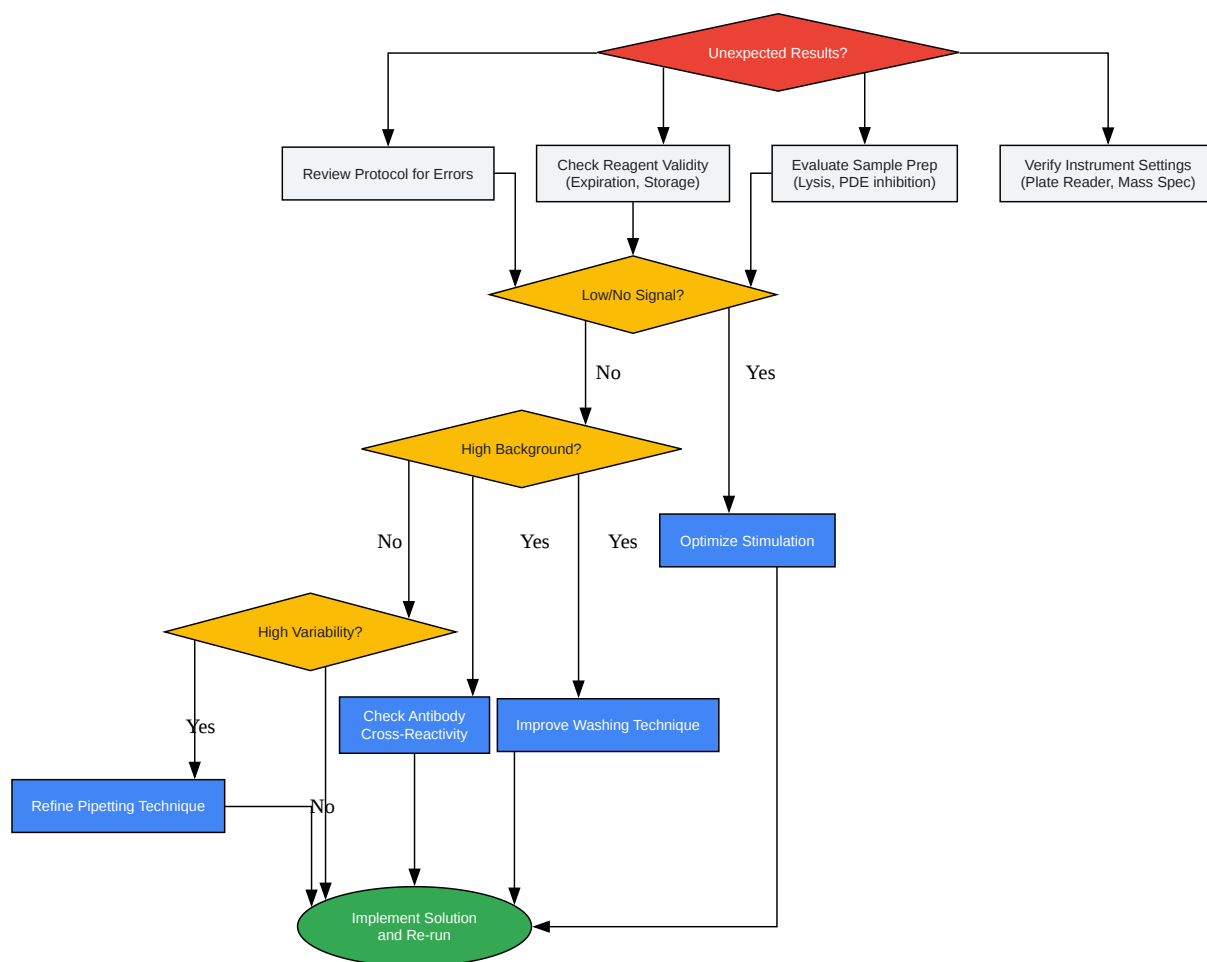 Unexpected Results?
Review Protocol for Errors
Check Reagent Validity
(Expiration, Storage)
Evaluate Sample Prep
(Lysis, PDE inhibition)
Verify Instrument Settings
(Plate Reader, Mass Spec)
Low/No Signal?
No
Yes
High Background?
No
Yes
Yes
Optimize Stimulation
High Variability?
Yes
Check Antibody
Cross-Reactivity
Improve Washing Technique
Refine Pipetting Technique
No
Implement Solution
and Re-run